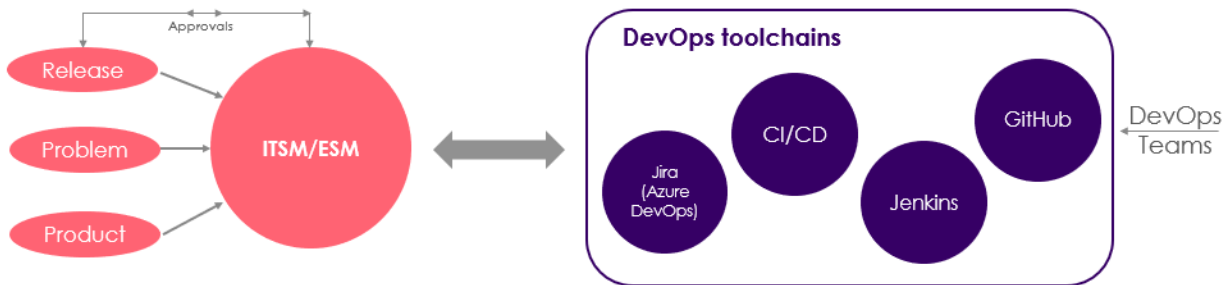 Approvals
Release
Problem
Product
ITSM/ESM
DevOps toolchains
Jira
(Azure
DevOps)
CI/CD
Jenkins
GitHub
DevOps
Teams